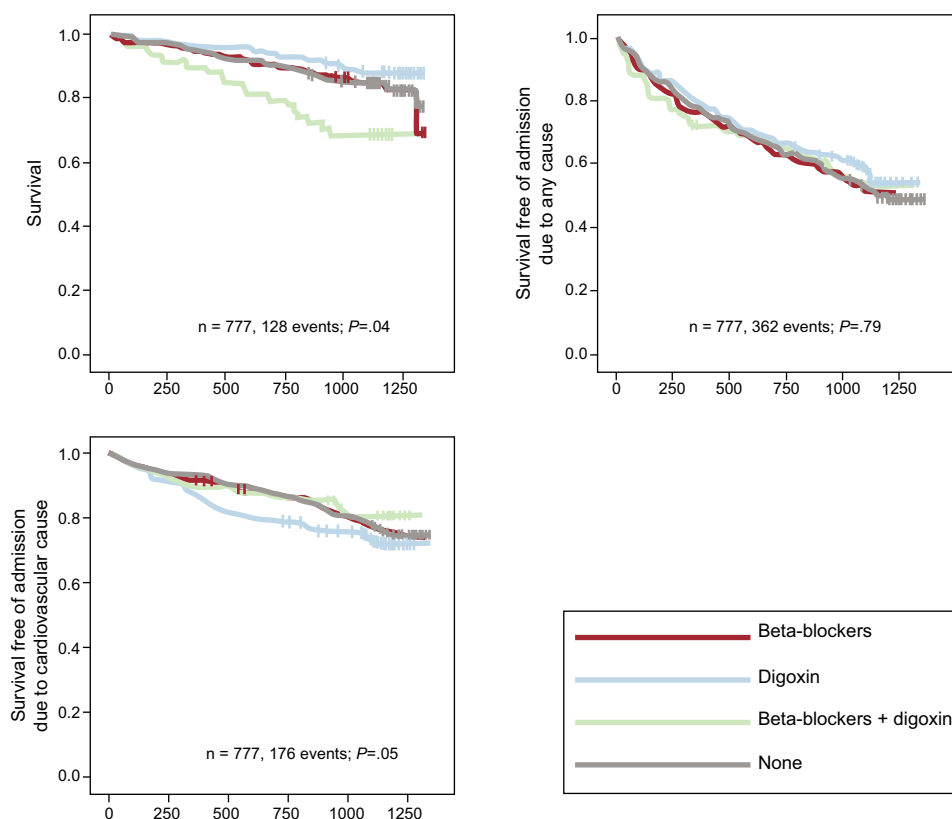 1.0
0.8
0.6
0.4
0.2
0.0
Survival
n = 777, 128 events; P=.04
0 250 500 750 1000 1250
1.0
0.8
0.6
0.4
0.2
0.0
Survival free of admission
due to any cause
n = 777, 362 events; P=.79
0 250 500 750 1000 1250
1.0
0.8
0.6
0.4
0.2
0.0
Survival free of admission
due to cardiovascular cause
n = 777, 176 events; P=.05
0 250 500 750 1000 1250
Beta-blockers
Digoxin
Beta-blockers + digoxin
None